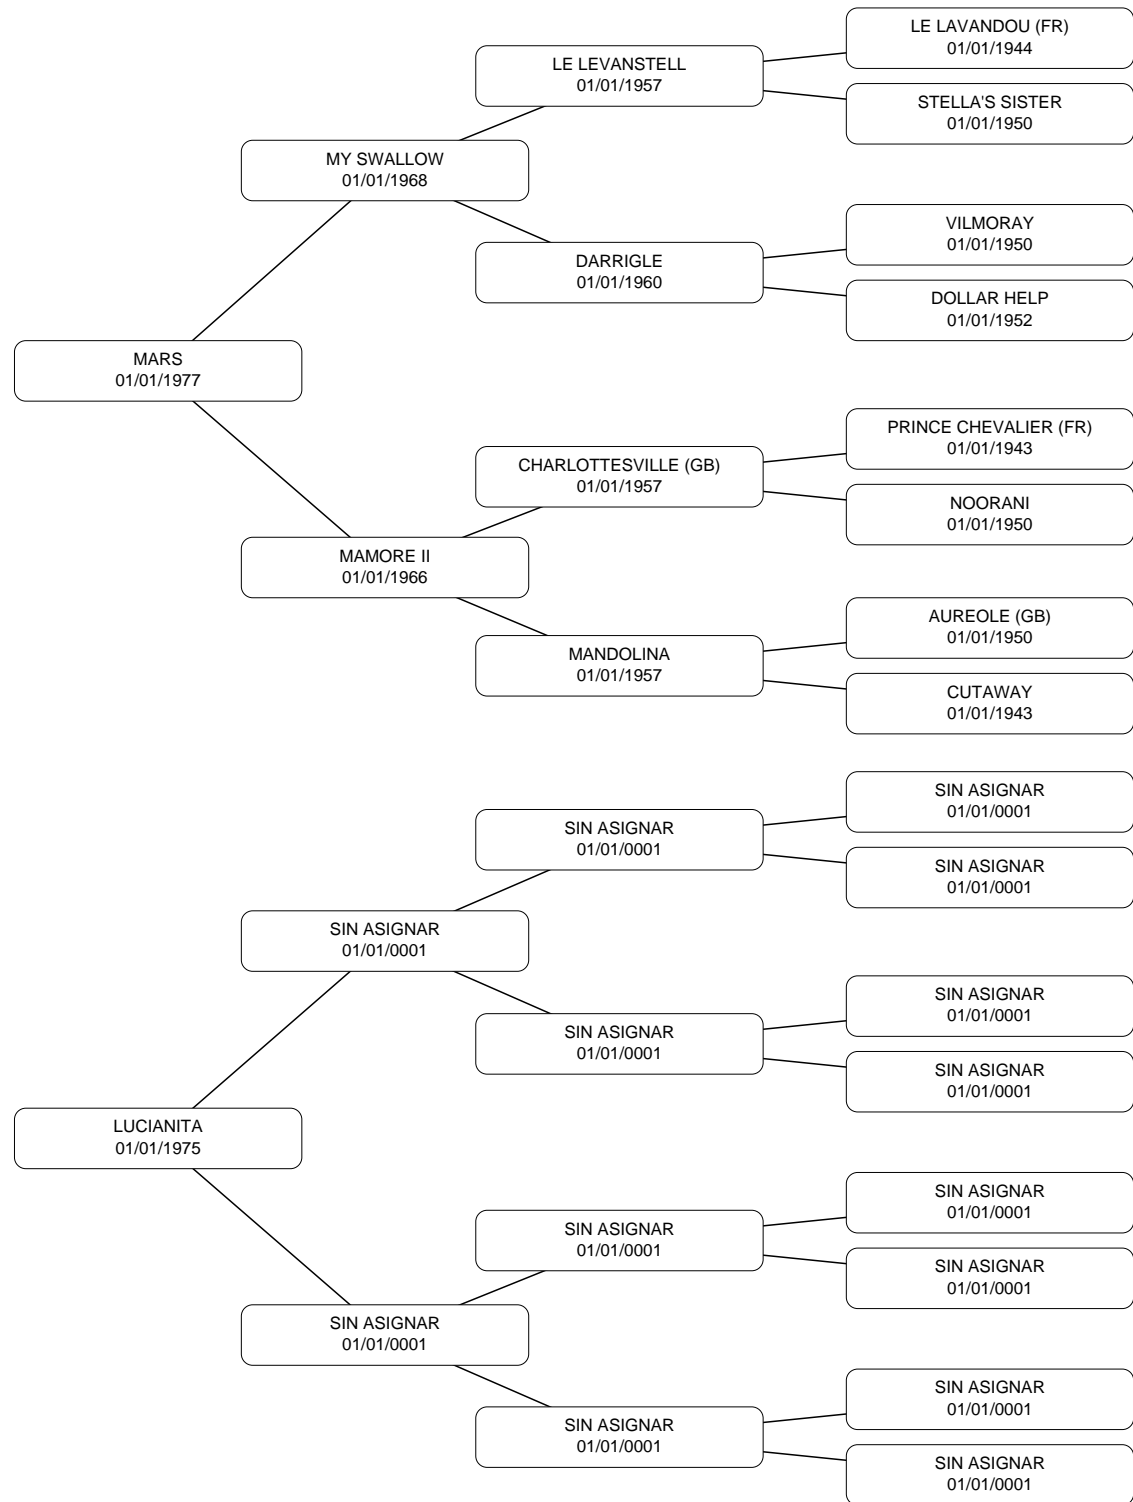 LE LAVANDOU (FR)
01/01/1944
LE LEVANSTELL
01/01/1957
STELLA'S SISTER
01/01/1950
MY SWALLOW
01/01/1968
VILMORAY
01/01/1950
DARRIGLE
01/01/1960
DOLLAR HELP
01/01/1952
MARS
01/01/1977
PRINCE CHEVALIER (FR)
01/01/1943
CHARLOTTESVILLE (GB)
01/01/1957
NOORANI
01/01/1950
MAMORE II
01/01/1966
AUREOLE (GB)
01/01/1950
MANDOLINA
01/01/1957
CUTAWAY
01/01/1943
SIN ASIGNAR
01/01/0001
SIN ASIGNAR
01/01/0001
SIN ASIGNAR
01/01/0001
SIN ASIGNAR
01/01/0001
SIN ASIGNAR
01/01/0001
SIN ASIGNAR
01/01/0001
SIN ASIGNAR
01/01/0001
LUCIANITA
01/01/1975
SIN ASIGNAR
01/01/0001
SIN ASIGNAR
01/01/0001
SIN ASIGNAR
01/01/0001
SIN ASIGNAR
01/01/0001
SIN ASIGNAR
01/01/0001
SIN ASIGNAR
01/01/0001
SIN ASIGNAR
01/01/0001